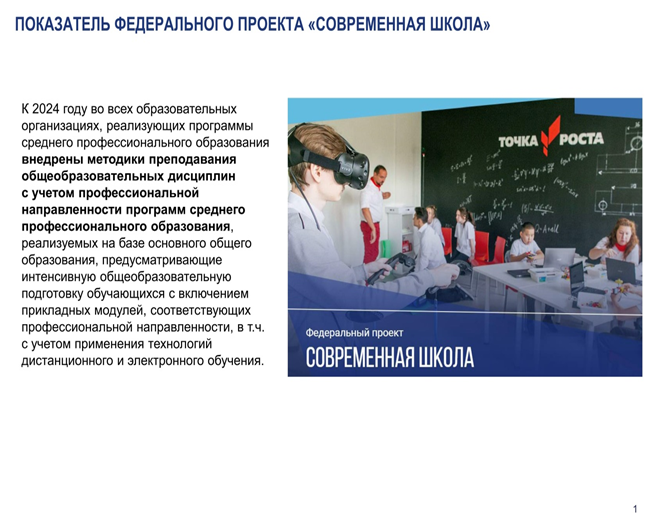 ПОКАЗАТЕЛЬ ФЕДЕРАЛЬНОГО ПРОЕКТА «СОВРЕМЕННАЯ ШКОЛА»
К 2024 году во всех образовательных
организациях, реализующих программы
среднего профессионального образования
внедрены методики преподавания
общеобразовательных дисциплин
с учетом профессиональной
направленности программ среднего
профессионального образования,
реализуемых на базе основного общего
образования, предусматривающие
интенсивную общеобразовательную
подготовку обучающихся с включением
прикладных модулей, соответствующих
профессиональной направленности, в т.ч.
с учетом применения технологий
дистанционного и электронного обучения.
ТОЧКА РОСТА
Федеральный проект
СОВРЕМЕННАЯ ШКОЛА
1